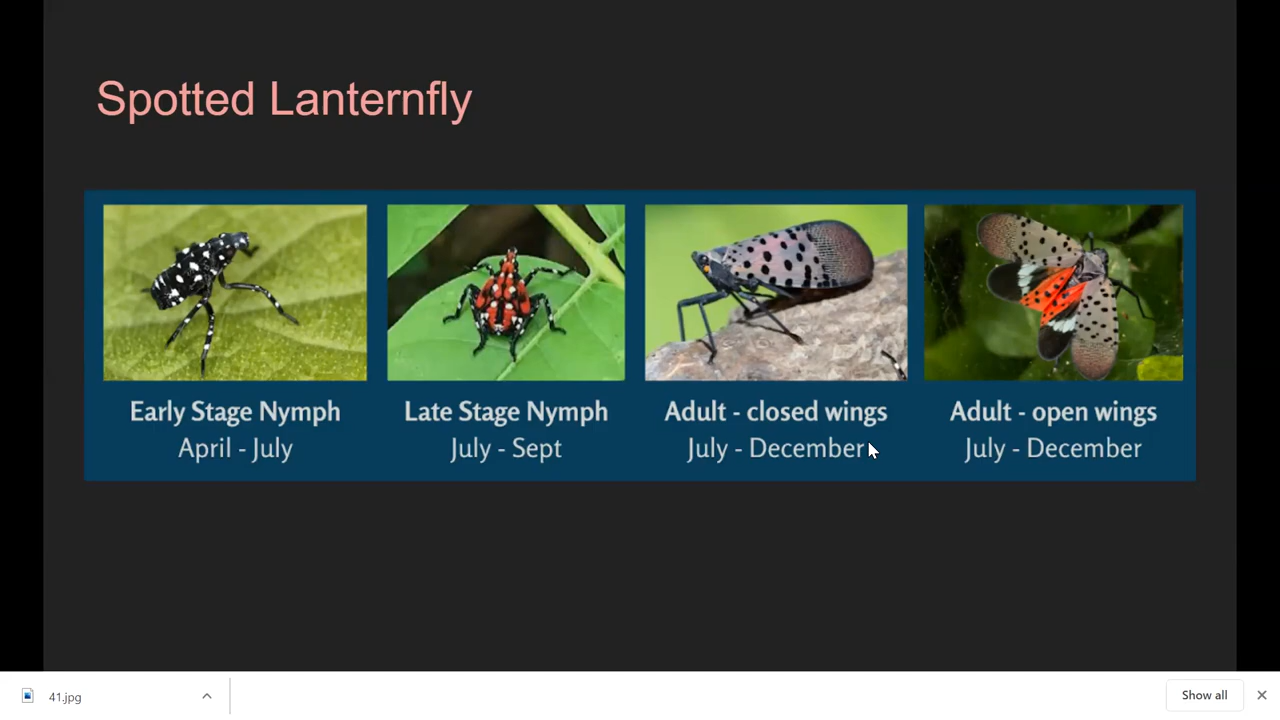 Spotted Lanternfly
Early Stage Nymph
April - July
Late Stage Nymph
July - Sept
Adult - closed wings
July - December
Adult - open wings
July - December
41.jpg
Show all